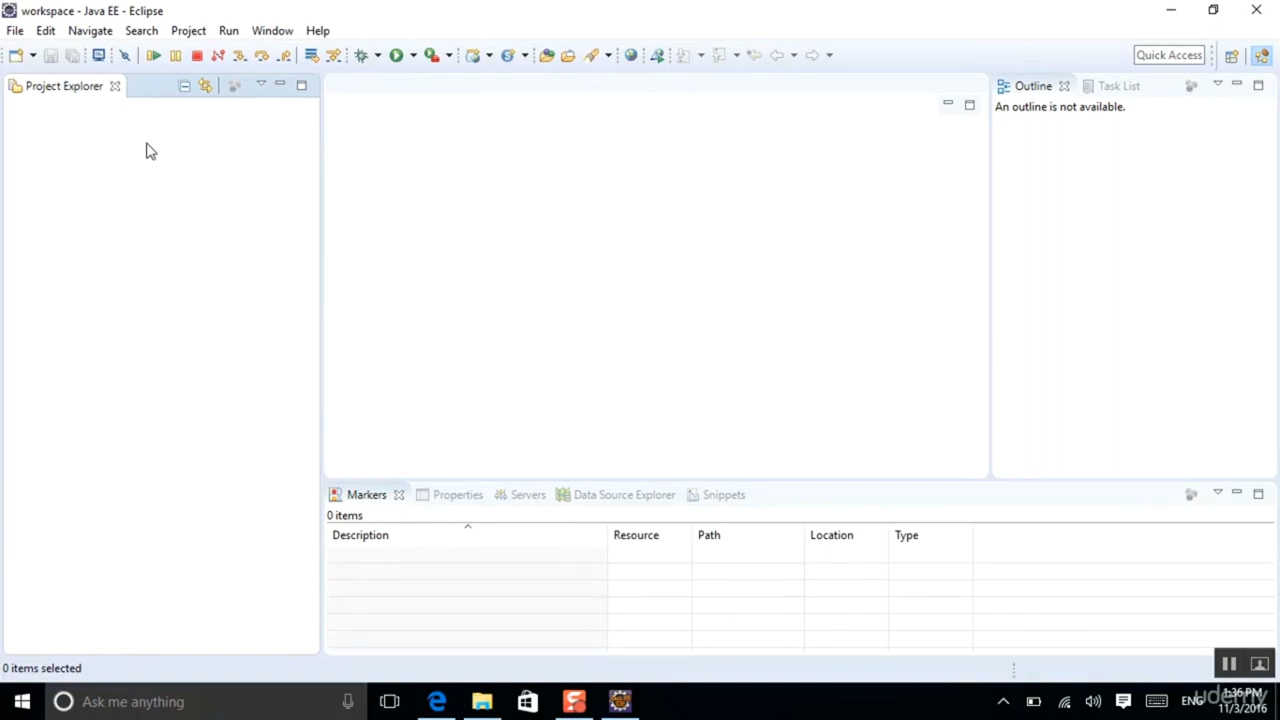 workspace - Java EE - Eclipse
File Edit Navigate Search Project Run Window Help
Quick Access
Project Explorer
Outline Task List
An outline is not available.
Markers Properties Servers Data Source Explorer Snippets
0 items
Description Resource Path Location Type
0 items selected
Ask me anything
ENG
1:36 PM
11/3/2016
udemy